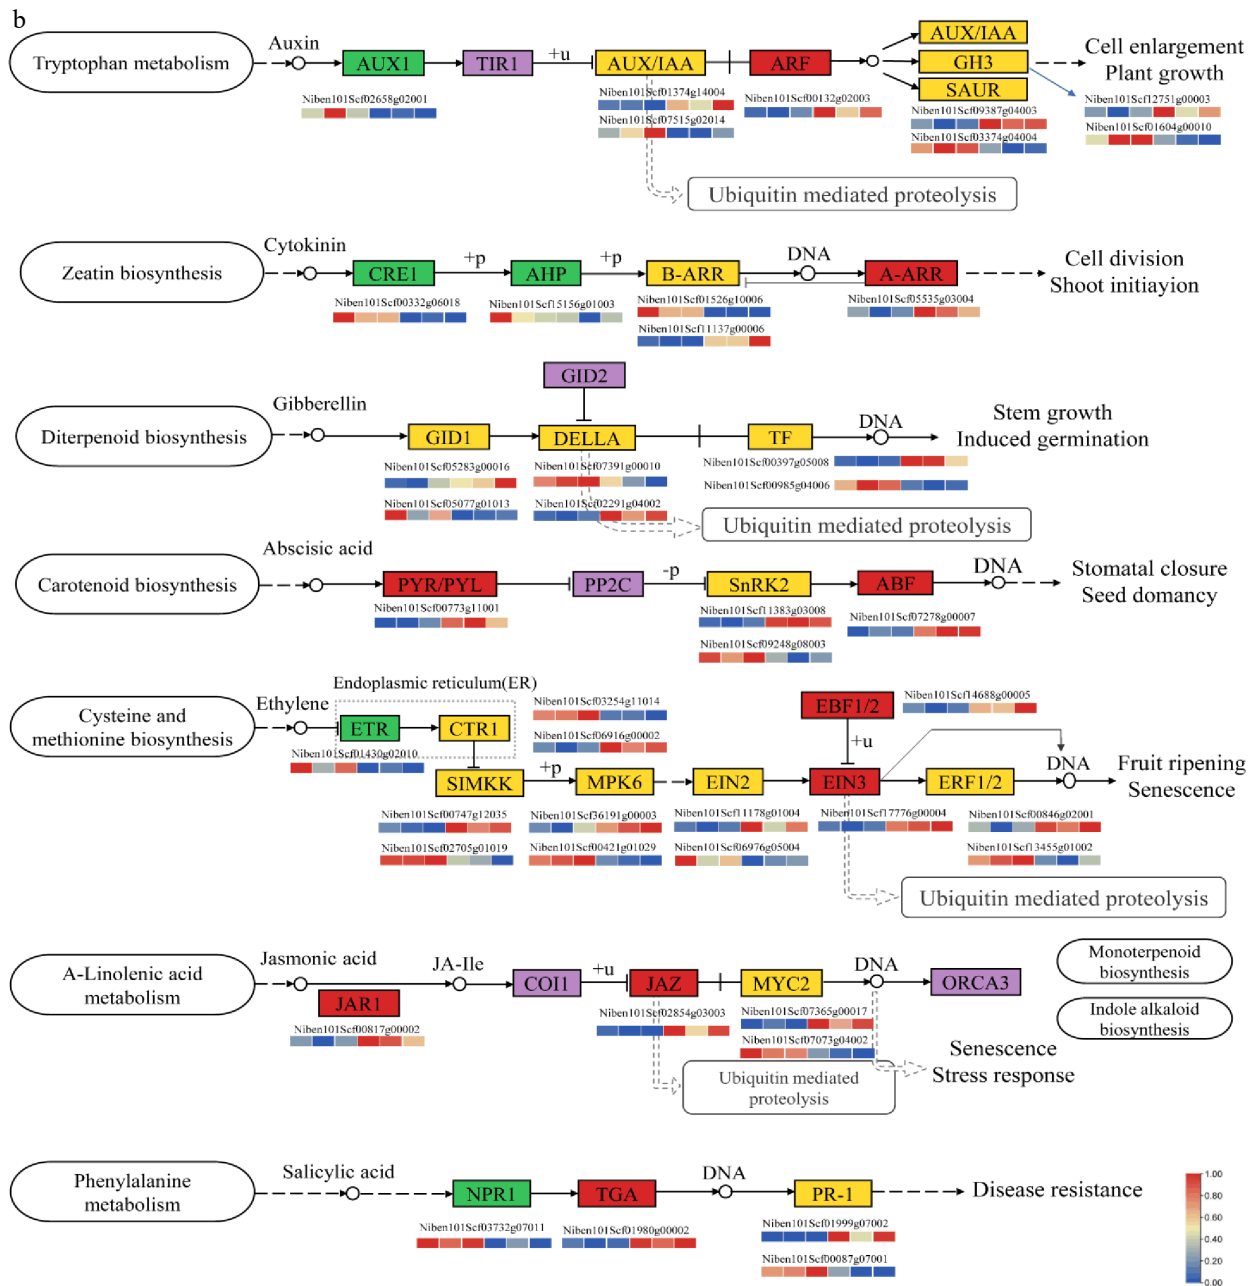 b
Tryptophan metabolism
Auxin
AUX1
TIR1
+u
AUX/IAA
ARF
AUX/IAA
GH3
SAUR
Cell enlargement
Plant growth
Niben101Scf02658g02001
Niben101Scf01374g14004
Niben101Scf07515g02014
Niben101Scf00132g02003
Niben101Scf09387g04003
Niben101Scf03374g04004
Niben101Scf12751g00003
Niben101Scf01604g00010
Ubiquitin mediated proteolysis
Zeatin biosynthesis
Cytokinin
CRE1
+p
AHP
+p
B-ARR
DNA
A-ARR
Cell division
Shoot initiayion
Niben101Scf00332g06018
Niben101Scf15156g01003
Niben101Scf01526g10006
Niben101Scf11137g00006
Niben101Scf05535g03004
GID2
Diterpenoid biosynthesis
Gibberellin
GID1
DELLA
TF
DNA
Stem growth
Induced germination
Niben101Scf05283g00016
Niben101Scf05077g01013
Niben101Scf07391g00010
Niben101Scf02291g04002
Niben101Scf00397g05008
Niben101Scf00985g04006
Ubiquitin mediated proteolysis
Carotenoid biosynthesis
Abscisic acid
PYR/PYL
PP2C
-p
SnRK2
ABF
DNA
Stomatal closure
Seed domancy
Niben101Scf00773g11001
Niben101Scf11383g03008
Niben101Scf09248g08003
Niben101Scf07278g00007
Cysteine and
methionine biosynthesis
Ethylene
Endoplasmic reticulum(ER)
ETR
CTR1
Niben101Scf01430g02010
Niben101Scf03254g11014
Niben101Scf06916g00002
EBF1/2
Niben101Scf14688g00005
+u
SIMKK
+p
MPK6
EIN2
EIN3
ERF1/2
DNA
Fruit ripening
Senescence
Niben101Scf00747g12035
Niben101Scf02705g01019
Niben101Scf36191g00003
Niben101Scf00421g01029
Niben101Scf11178g01004
Niben101Scf06976g05004
Niben101Scf17776g00004
Niben101Scf00846g02001
Niben101Scf13455g01002
Ubiquitin mediated proteolysis
A-Linolenic acid
metabolism
Jasmonic acid
JAR1
JA-Ile
COI1
+u
JAZ
MYC2
DNA
ORCA3
Monoterpenoid
biosynthesis
Indole alkaloid
biosynthesis
Niben101Scf00817g00002
Niben101Scf02854g03003
Niben101Scf07365g00017
Niben101Scf07073g04002
Senescence
Stress response
Ubiquitin mediated
proteolysis
Phenylalanine
metabolism
Salicylic acid
NPR1
TGA
DNA
PR-1
Disease resistance
Niben101Scf03732g07011
Niben101Scf01980g00002
Niben101Scf01999g07002
Niben101Scf00087g07001
1.00
0.80
0.60
0.40
0.20
0.00